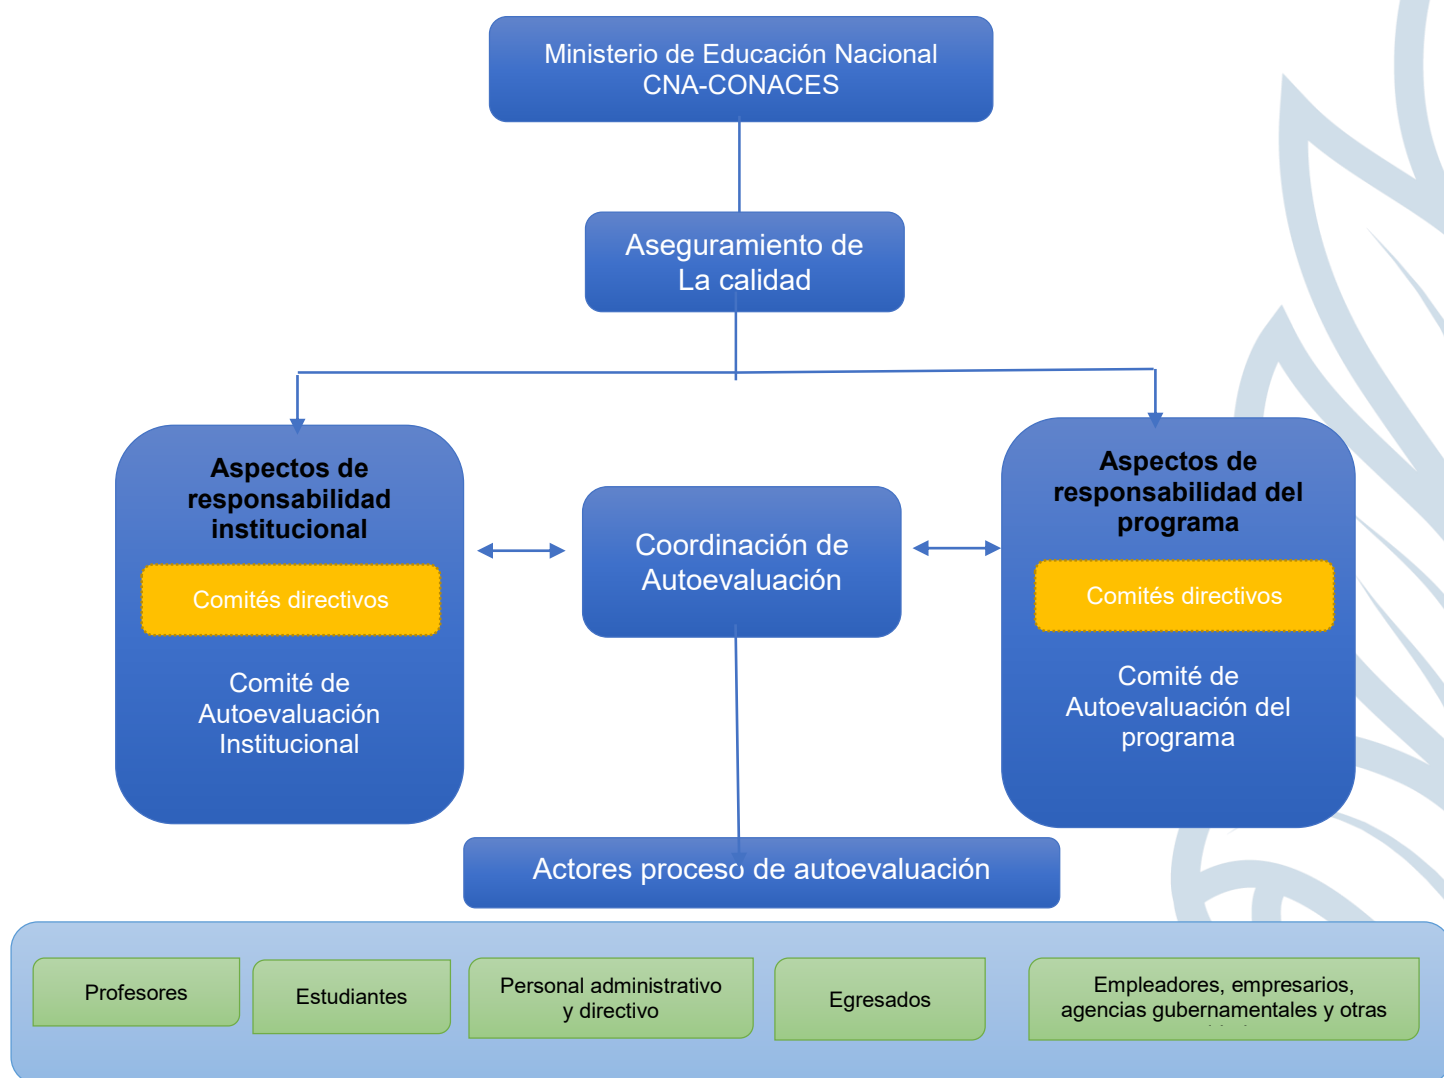 Ministerio de Educación Nacional
CNA-CONACES
Aseguramiento de
La calidad
Aspectos de
responsabilidad
institucional
Comités directivos
Comité de
Autoevaluación
Institucional
Coordinación de
Autoevaluación
Aspectos de
responsabilidad del
programa
Comités directivos
Comité de
Autoevaluación del
programa
Actores proceso de autoevaluación
Profesores
Estudiantes
Personal administrativo
y directivo
Egresados
Empleadores, empresarios,
agencias gubernamentales y otras